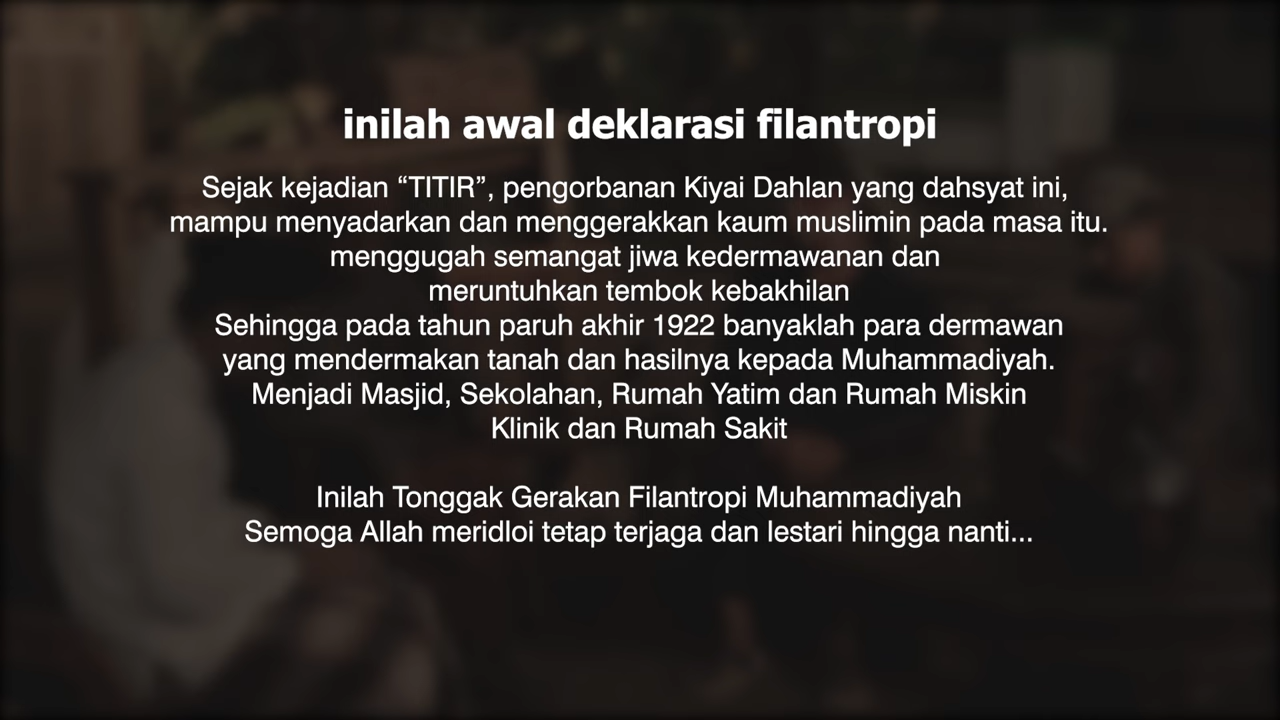 inilah awal deklarasi filantropi
Sejak kejadian “TITIR”, pengorbanan Kiyai Dahlan yang dahsyat ini,
mampu menyadarkan dan menggerakkan kaum muslimin pada masa itu.
menggugah semangat jiwa kedermawanan dan
meruntuhkan tembok kebakhilan
Sehingga pada tahun paruh akhir 1922 banyaklah para dermawan
yang mendermakan tanah dan hasilnya kepada Muhammadiyah.
Menjadi Masjid, Sekolahan, Rumah Yatim dan Rumah Miskin
Klinik dan Rumah Sakit
Inilah Tonggak Gerakan Filantropi Muhammadiyah
Semoga Allah meridloi tetap terjaga dan lestari hingga nanti...